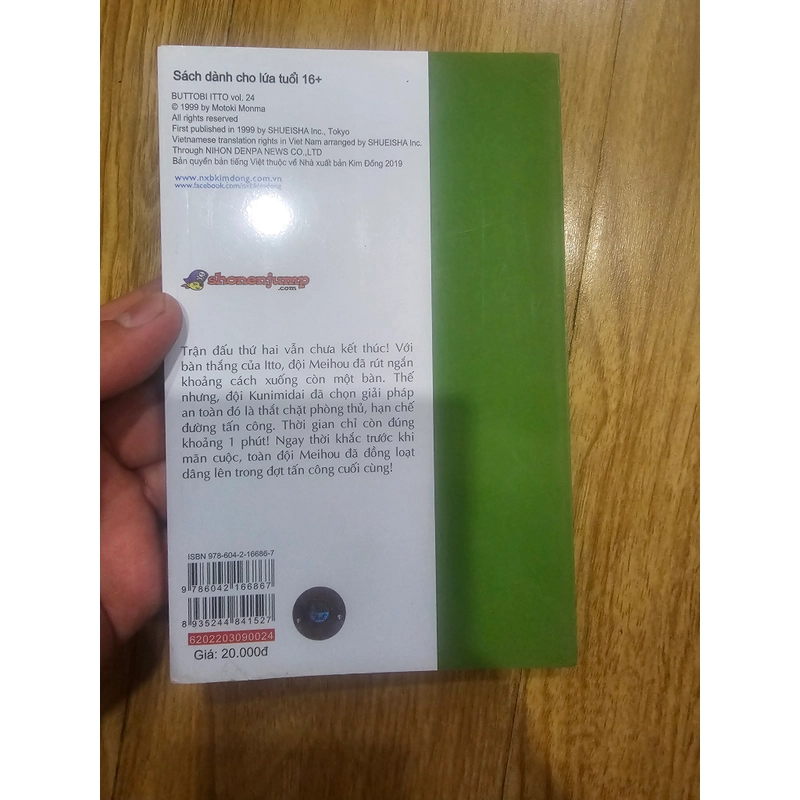 Sách dành cho lứa tuổi 16+
BUTTOBI ITTO vol. 24
© 1999 by Motoki Monma
All rights reserved
First published in 1999 by SHUEISHA Inc., Tokyo
Vietnamese translation rights in Viet Nam arranged by SHUEISHA Inc.
Through NIHON DENPA NEWS CO.,LTD
Bản quyền bản tiếng Việt thuộc về Nhà xuất bản Kim Đồng 2019
www.nxbkimdong.com.vn
www.facebook.com/nxbkimdong
shonenjump
.com
Trận đấu thứ hai vẫn chưa kết thúc! Với
bàn thắng của Itto, đội Meihou đã rút ngắn
khoảng cách xuống còn một bàn. Thế
nhưng, đội Kunimidai đã chọn giải pháp
an toàn đó là thắt chặt phòng thủ, hạn chế
đường tấn công. Thời gian chỉ còn đúng
khoảng 1 phút! Ngay thời khắc trước khi
mãn cuộc, toàn đội Meihou đã đồng loạt
dâng lên trong đợt tấn công cuối cùng!
ISBN 978-604-2-16686-7
9 786042 166867
8 935244 841527
6202203090024
Giá: 20.000đ